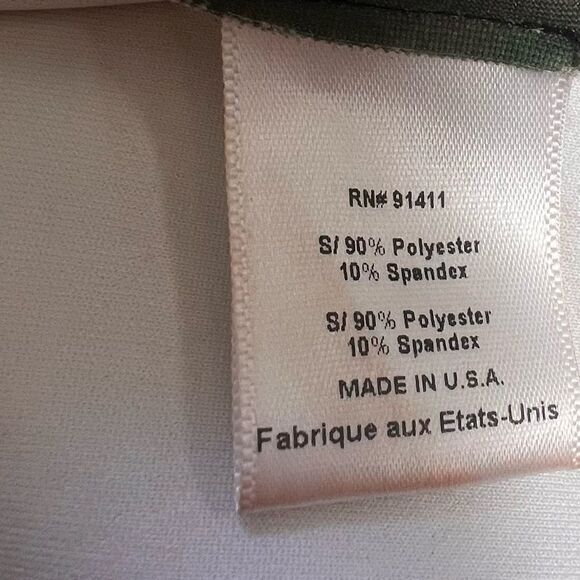 RN# 91411
S/ 90% Polyester
10% Spandex
S/ 90% Polyester
10% Spandex
MADE IN U.S.A.
Fabrique aux Etats-Unis